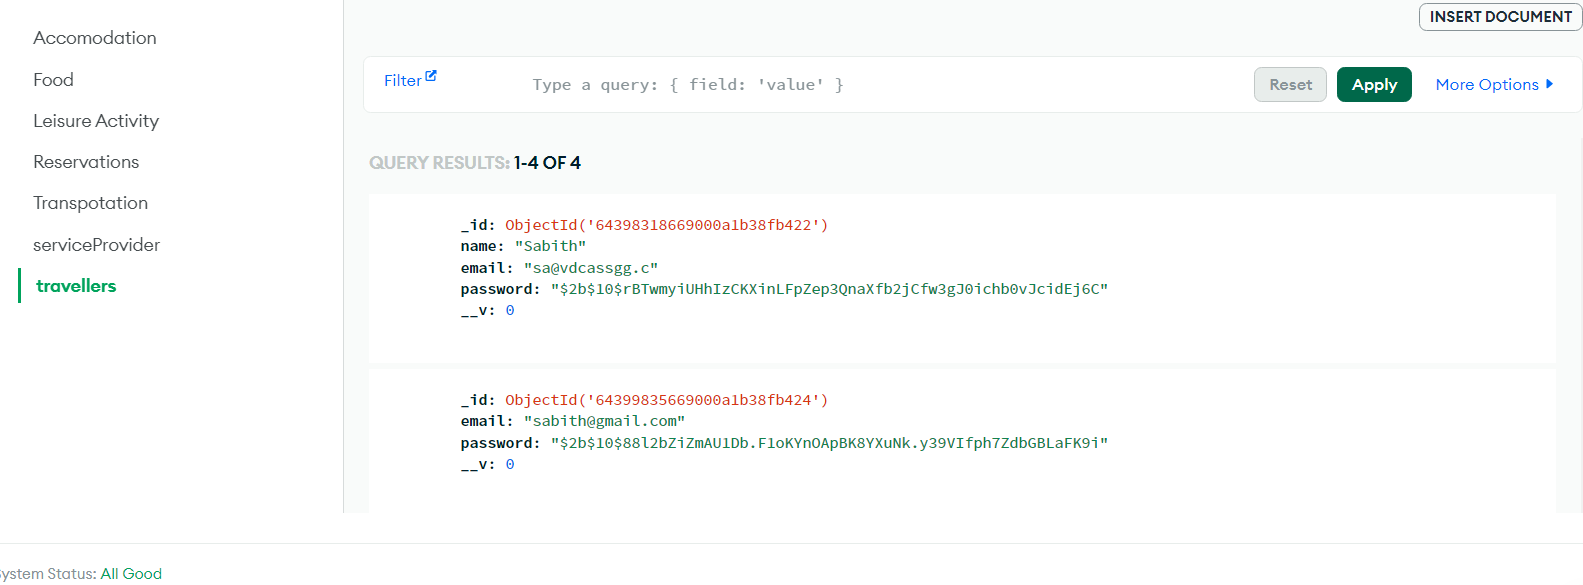 INSERT DOCUMENT
Accomodation
Food
Leisure Activity
Reservations
Transpotation
serviceProvider
travellers
Filter
Type a query: { field: 'value' }
Reset
Apply
More Options
QUERY RESULTS: 1-4 OF 4
_id: ObjectId('64398318669000a1b38fb422')
name: "Sabith"
email: "sa@vdcassgg.c"
password: "$2b$10$rBTwmyiUHhIzCKXinLFpZep3QnaXfb2jCfw3gJ0ichb0vJcidEj6C"
__v: 0
_id: ObjectId('64399835669000a1b38fb424')
email: "sabith@gmail.com"
password: "$2b$10$88l2bZiZmAU1Db.F1oKYnOApBK8YXuNk.y39VIfph7ZdbGBLaFK9i"
__v: 0
ystem Status: All Good